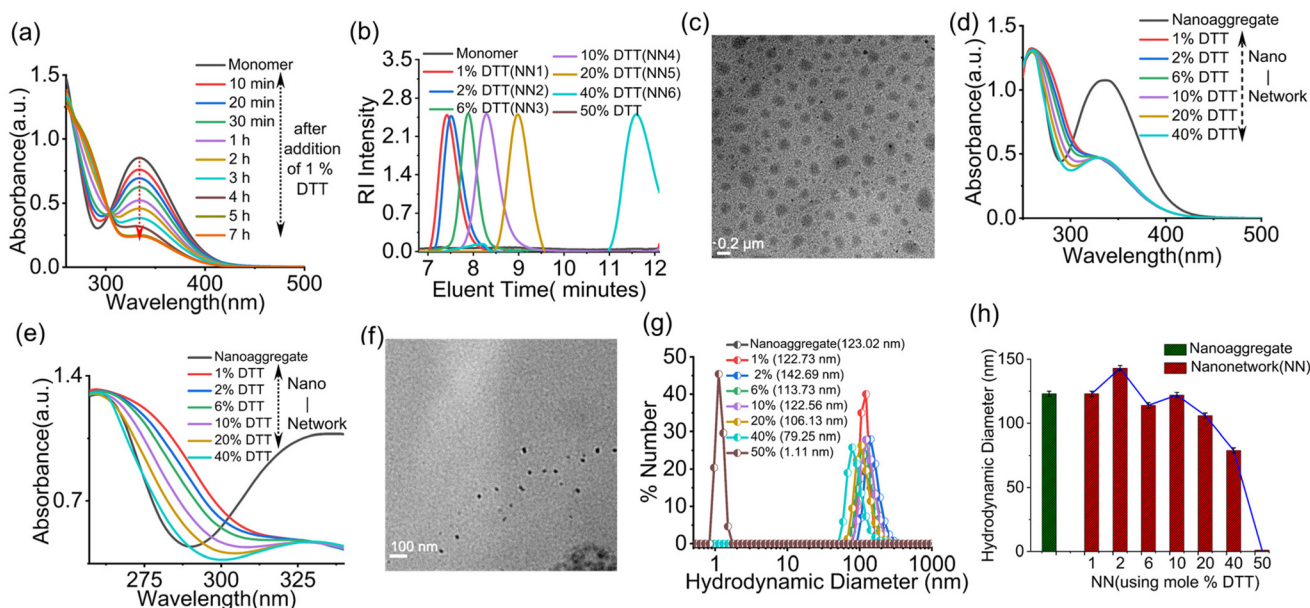 (a)
Absorbance(a.u.)
1.5
1.0
0.5
0.0
300
400
500
Wavelength(nm)
Monomer
10 min
20 min
30 min
1 h
2 h
3 h
4 h
5 h
7 h
after
addition
of 1 %
DTT
(b)
RI Intensity
3.5
2.6
1.7
0.7
0.0
7 8 9 10 11 12
Eluent Time( minutes)
Monomer
1% DTT(NN1)
2% DTT(NN2)
6% DTT(NN3)
10% DTT(NN4)
20% DTT(NN5)
40% DTT(NN6)
50% DTT
(c)
0.2 μm
(d)
Absorbance(a.u.)
1.5
1.0
0.5
0.0
300
400
500
Wavelength(nm)
Nanoaggregate
1% DTT
2% DTT
6% DTT
10% DTT
20% DTT
40% DTT
Nano
Network
(e)
Absorbance(a.u.)
1.4
0.7
275
300
325
Wavelength(nm)
Nanoaggregate
1% DTT
2% DTT
6% DTT
10% DTT
20% DTT
40% DTT
Nano
Network
(f)
100 nm
(g)
% Number
50
40
30
20
10
0
1 10 100 1000
Hydrodynamic Diameter (nm)
Nanoaggregate(123.02 nm)
1% (122.73 nm)
2% (142.69 nm)
6% (113.73 nm)
10% (122.56 nm)
20% (106.13 nm)
40% (79.25 nm)
50% (1.11 nm)
(h)
Hydrodynamic Diameter (nm)
150
100
50
0
1 2 6 10 20 40 50
NN(using mole % DTT)
Nanoaggregate
Nanonetwork(NN)